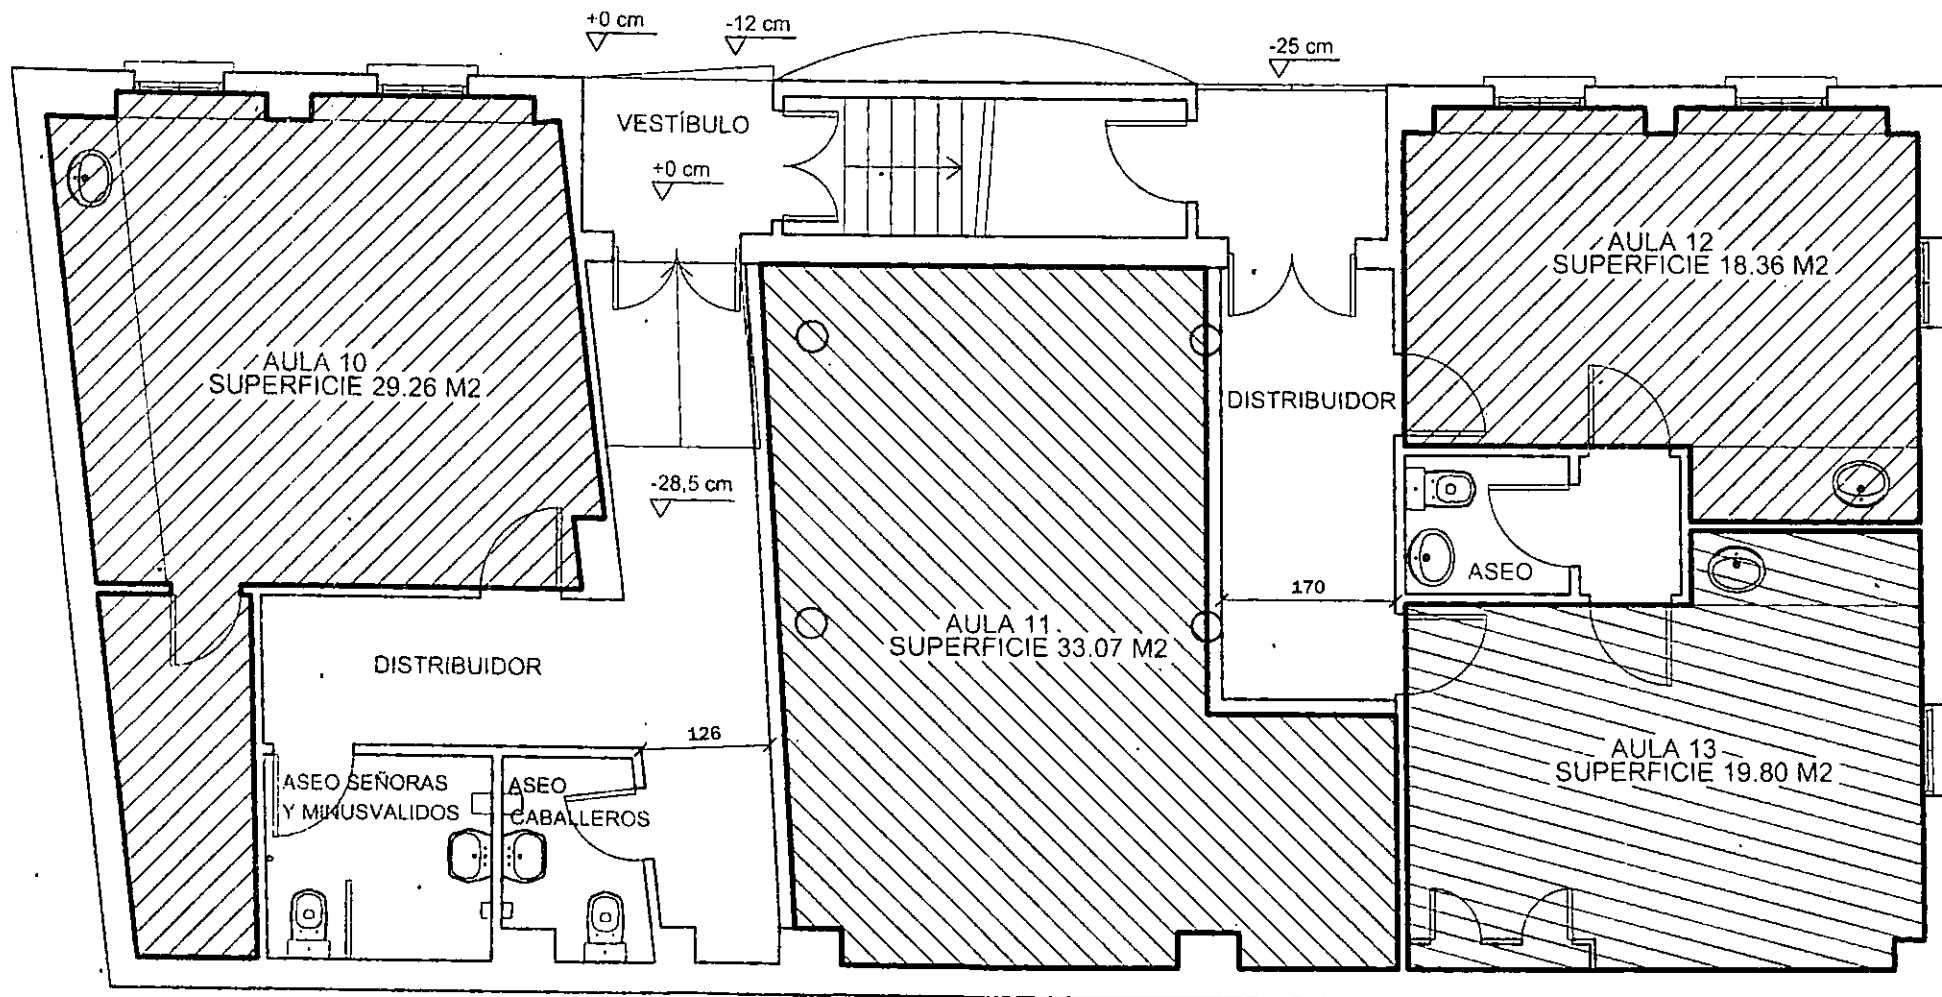 +0 cm
-12 cm
-25 cm
VESTÍBULO
+0 cm
AULA 12
SUPERFICIE 18.36 M2
AULA 10
SUPERFICIE 29.26 M2
DISTRIBUIDOR
-28,5 cm
ASEO
170
AULA 11
SUPERFICIE 33.07 M2
DISTRIBUIDOR
126
AULA 13
SUPERFICIE 19.80 M2
ASEO SEÑORAS
Y MINUSVALIDOS
ASEO
CABALLEROS